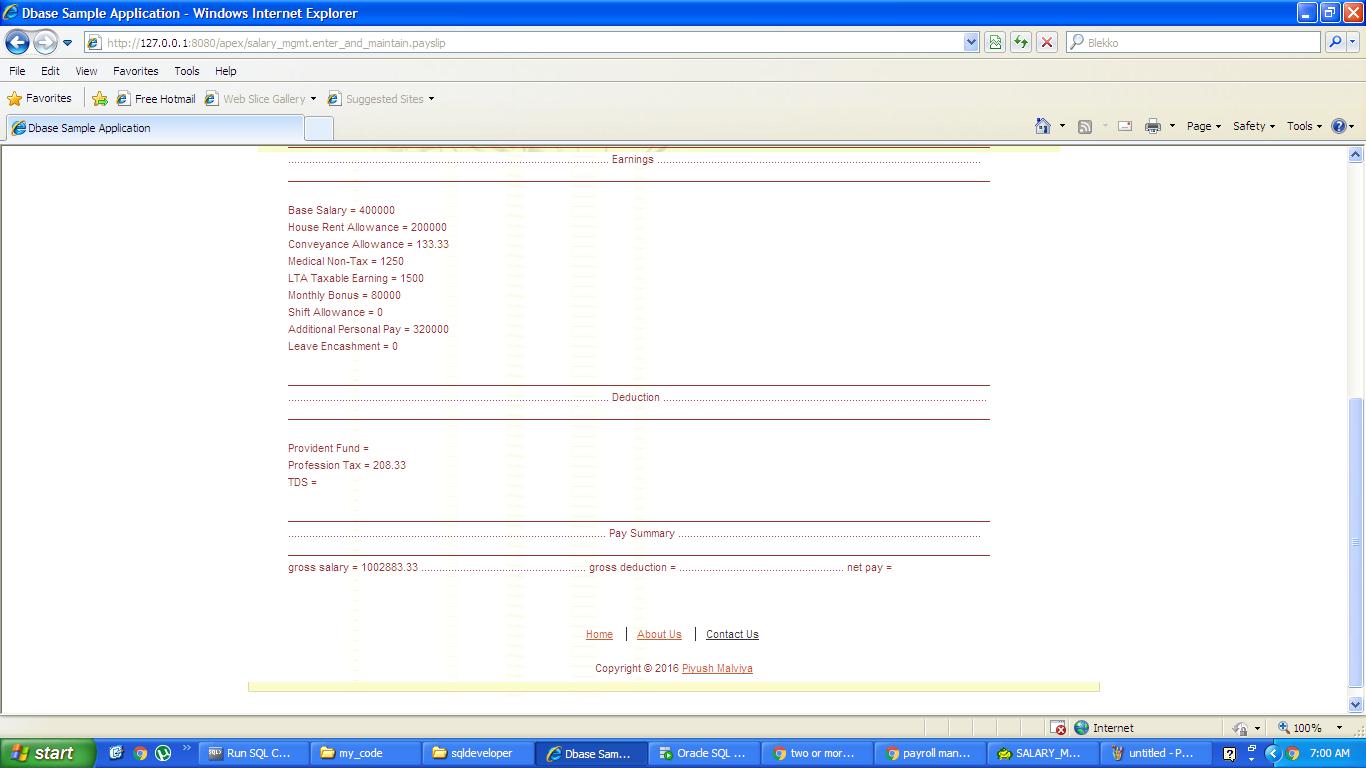 Dbase Sample Application - Windows Internet Explorer
http://127.0.0.1:8080/apex/salary_mgmt.enter_and_maintain.payslip
Blekko
File Edit View Favorites Tools Help
Favorites Free Hotmail Web Slice Gallery Suggested Sites
Dbase Sample Application Page Safety Tools
........ Earnings ........
Base Salary = 400000
House Rent Allowance = 200000
Conveyance Allowance = 133.33
Medical Non-Tax = 1250
LTA Taxable Earning = 1500
Monthly Bonus = 80000
Shift Allowance = 0
Additional Personal Pay = 320000
Leave Encashment = 0
........ Deduction ........
Provident Fund =
Profession Tax = 208.33
TDS =
........ Pay Summary ........
gross salary = 1002883.33 ........ gross deduction = ........ net pay =
Home About Us Contact Us
Copyright © 2016 Piyush Malviya
Internet 100%
start Run SQL C... my_code sqldeveloper Dbase Sam... Oracle SQL ... two or mor... payroll man... SALARY_M... untitled - P... 7:00 AM